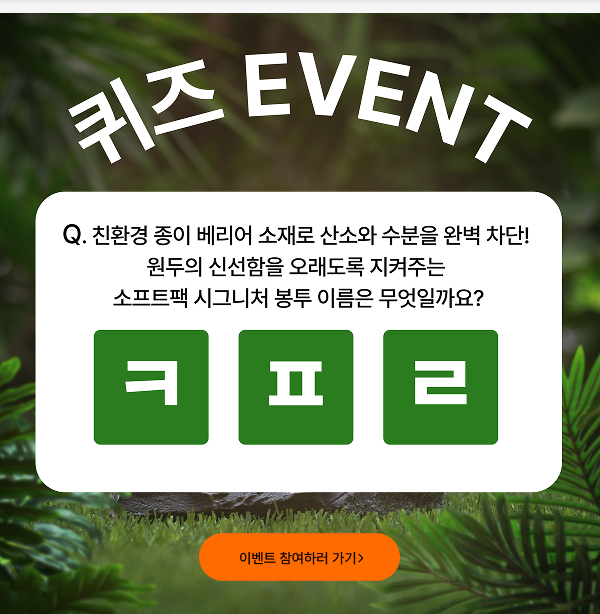 퀴즈 EVENT
Q. 친환경 종이 베리어 소재로 산소와 수분을 완벽 차단!
원두의 신선함을 오래도록 지켜주는
소프트팩 시그니처 봉투 이름은 무엇일까요?
ㅋ ㅍ ㄹ
이벤트 참여하러 가기>